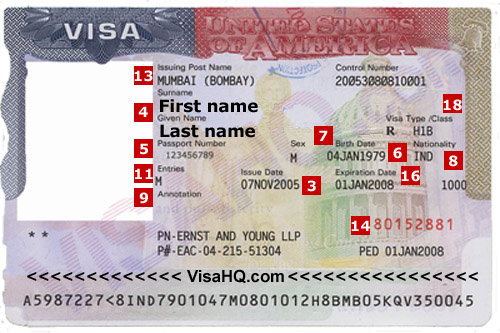 VISA UNITED STATES OF AMERICA
Issuing Post Name Control Number
13 MUMBAI (BOMBAY) 20053080810001
Surname
4 First name 18
Given Name Visa Type /Class
Last name R H1B
5 Passport Number Sex 7 Birth Date 6 Nationality
123456789 M 04JAN1979 IND 8
11 Entries Issue Date Expiration Date 16
M 07NOV2005 3 01JAN2008 1000
9 Annotation
14 80152881
** PN-ERNST AND YOUNG LLP
P#-EAC-04-215-51304 PED 01JAN2008
<<<<<<<<<<<<< VisaHQ.com <<<<<<<<<<<<<<<<
A5987227<8IND7901047M0801012H8BMBO5KQV350045